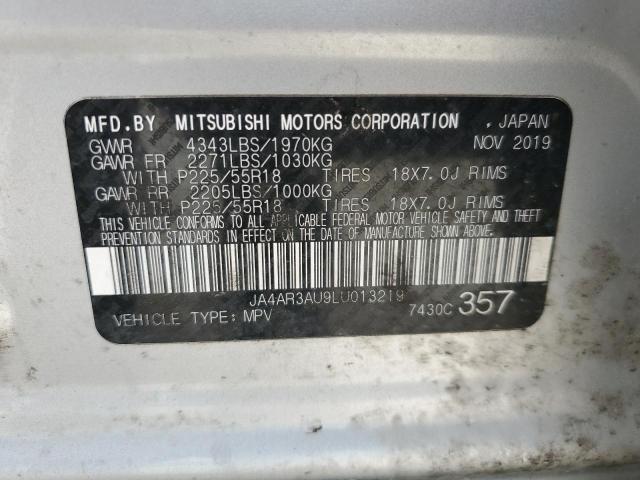 MFD.BY MITSUBISHI MOTORS CORPORATION . JAPAN
GVWR 4343LBS/1970KG NOV 2019
GAWR FR 2271LBS/1030KG
WITH P225/55R18 TIRES 18X7.0J RIMS
GAWR RR 2205LBS/1000KG
WITH P225/55R18 TIRES 18X7.0J RIMS
THIS VEHICLE CONFORMS TO ALL APPLICABLE FEDERAL MOTOR VEHICLE SAFETY AND THEFT
PREVENTION STANDARDS IN EFFECT ON THE DATE OF MANUFACTURE SHOWN ABOVE.
JA4AR3AU9LU013219
VEHICLE TYPE: MPV 7430C 357